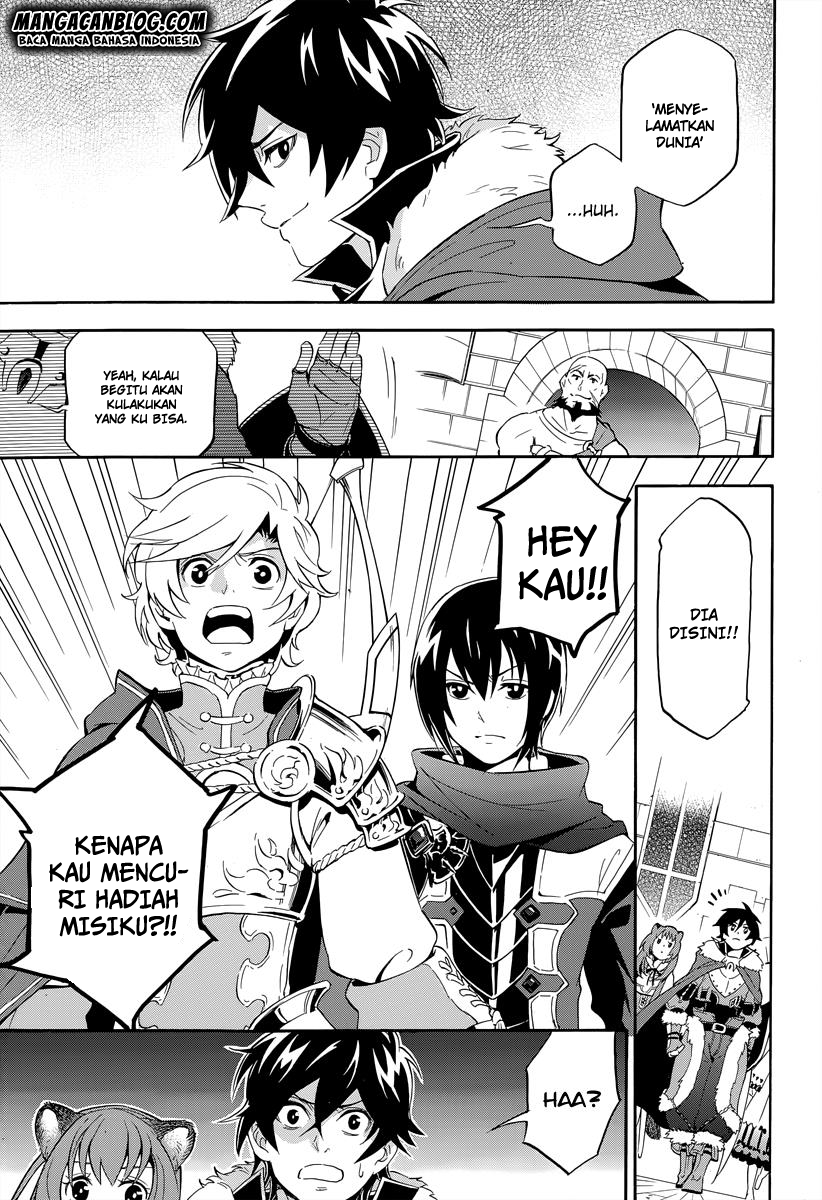 MANGACANBLOG.COM
BACA MANGA BAHASA INDONESIA
'MENYE-
LAMATKAN
DUNIA'
...HUH.
YEAH, KALAU
BEGITU AKAN
KULAKUKAN
YANG KU BISA.
DIA
DISINI!!
HEY
KAU!!
KENAPA
KAU MENCU-
RI HADIAH
MISIKU?!!
HAA?